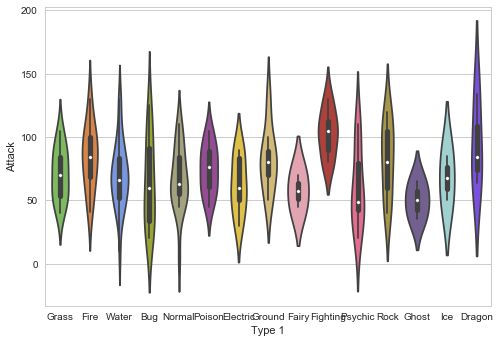 200
150
100
50
0
Attack
Grass Fire Water Bug Normal Poison Electric Ground Fairy Fighting Psychic Rock Ghost Ice Dragon
Type 1